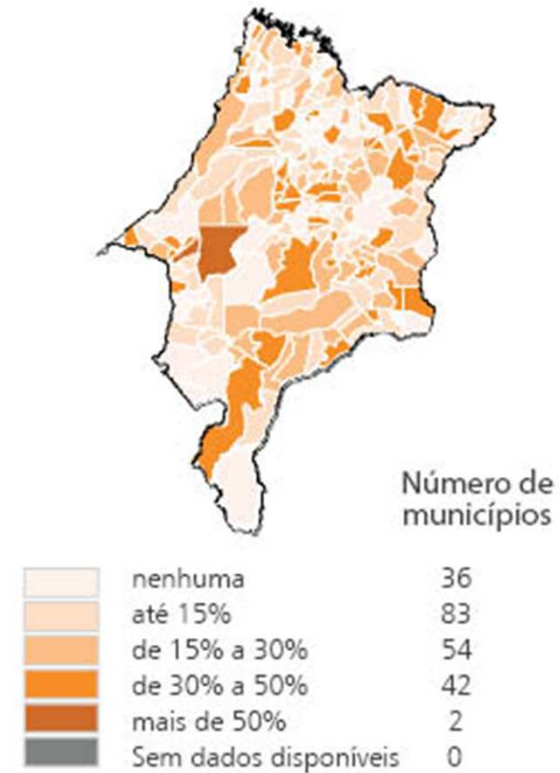 Número de
municípios
nenhuma 36
até 15% 83
de 15% a 30% 54
de 30% a 50% 42
mais de 50% 2
Sem dados disponíveis 0